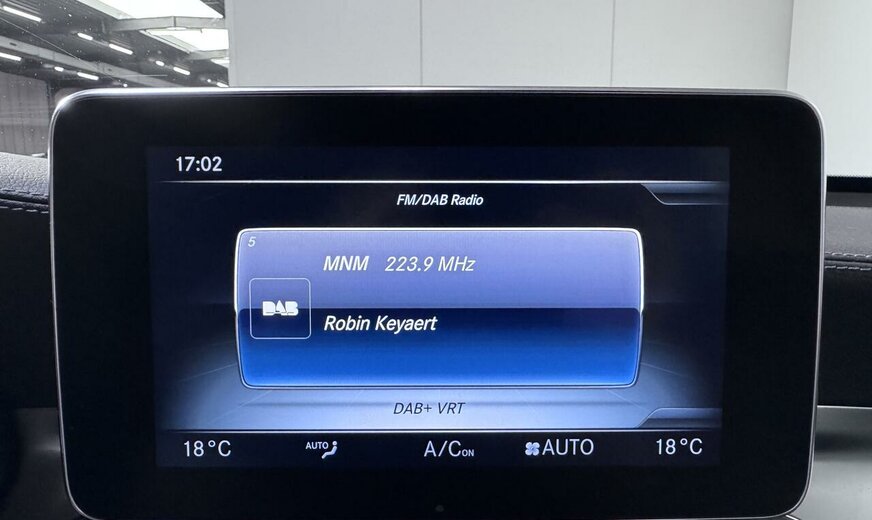 17:02
FM/DAB Radio
5
MNM 223.9 MHz
DAB
Robin Keyaert
DAB+ VRT
18°C AUTO A/C ON AUTO 18°C